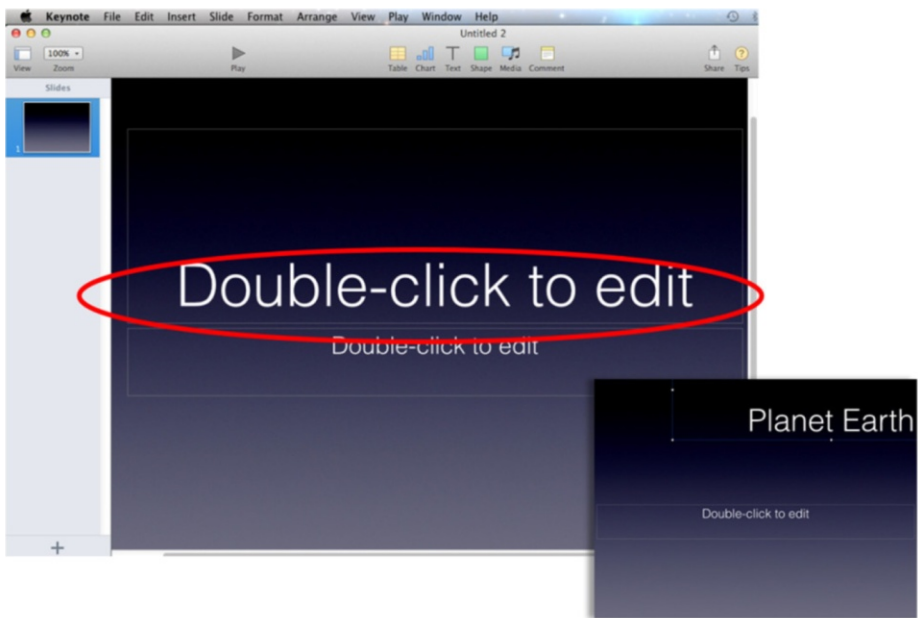 Keynote File Edit Insert Slide Format Arrange View Play Window Help
Untitled 2
100%
View Zoom Play Table Chart Text Shape Media Comment Share Tips
Slides
1
Double-click to edit
Double-click to edit
Planet Earth
Double-click to edit